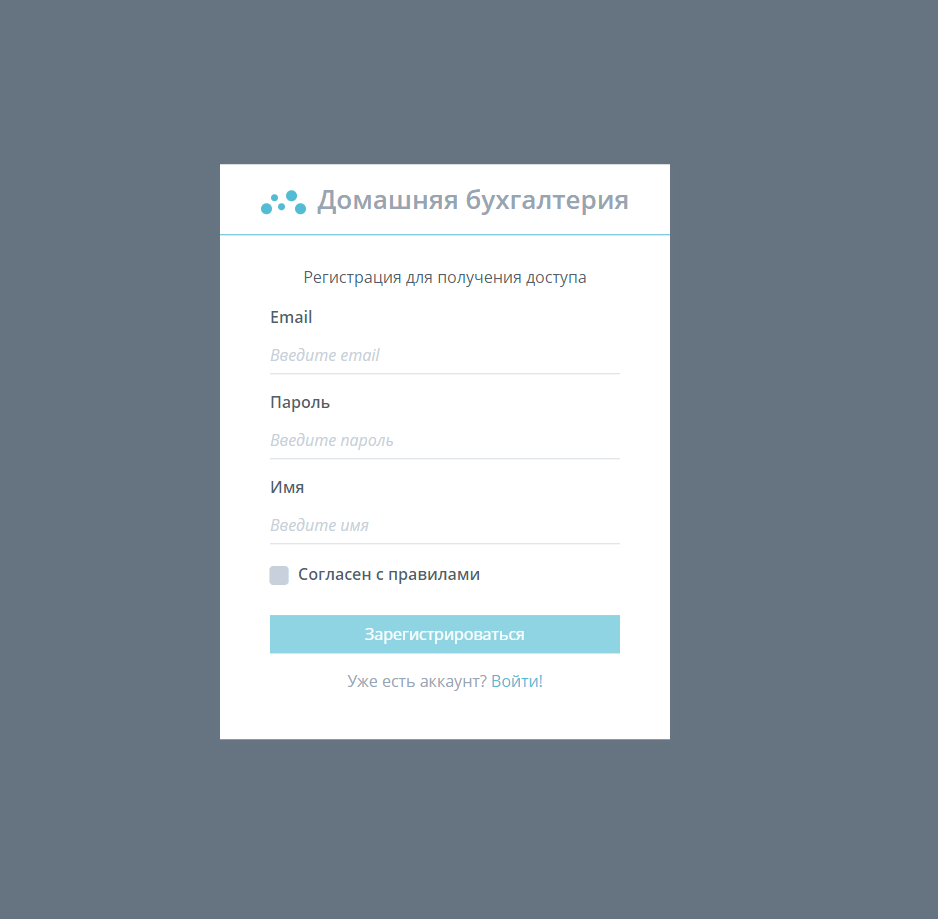 Домашняя бухгалтерия
Регистрация для получения доступа
Email
Введите email
Пароль
Введите пароль
Имя
Введите имя
Согласен с правилами
Зарегистрироваться
Уже есть аккаунт? Войти!